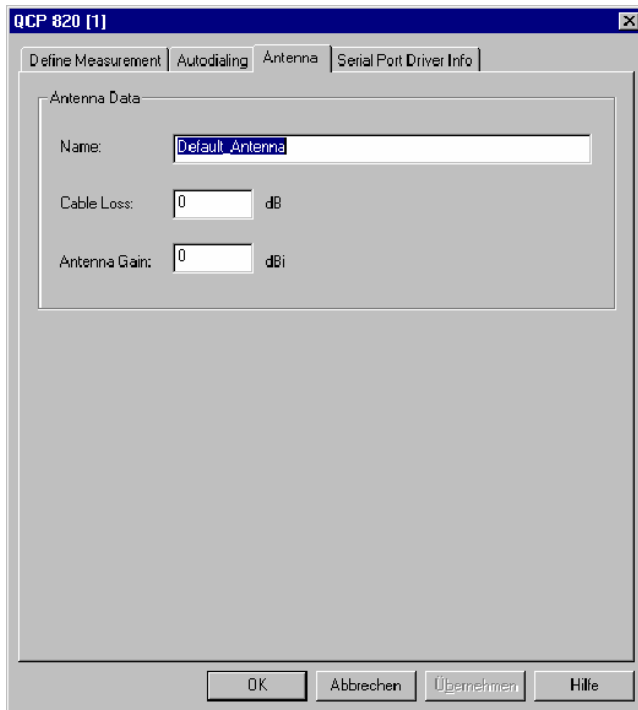 QCP 820 [1]
Define Measurement Autodialing Antenna Serial Port Driver Info
Antenna Data
Name: Default_Antenna
Cable Loss: 0 dB
Antenna Gain: 0 dBi
OK Abbrechen Übernehmen Hilfe